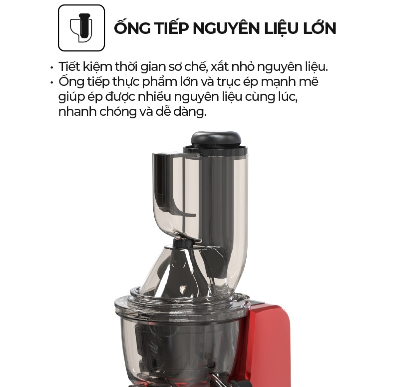 ỐNG TIẾP NGUYÊN LIỆU LỚN
• Tiết kiệm thời gian sơ chế, xắt nhỏ nguyên liệu.
• Ống tiếp thực phẩm lớn và trục ép mạnh mẽ
giúp ép được nhiều nguyên liệu cùng lúc,
nhanh chóng và dễ dàng.